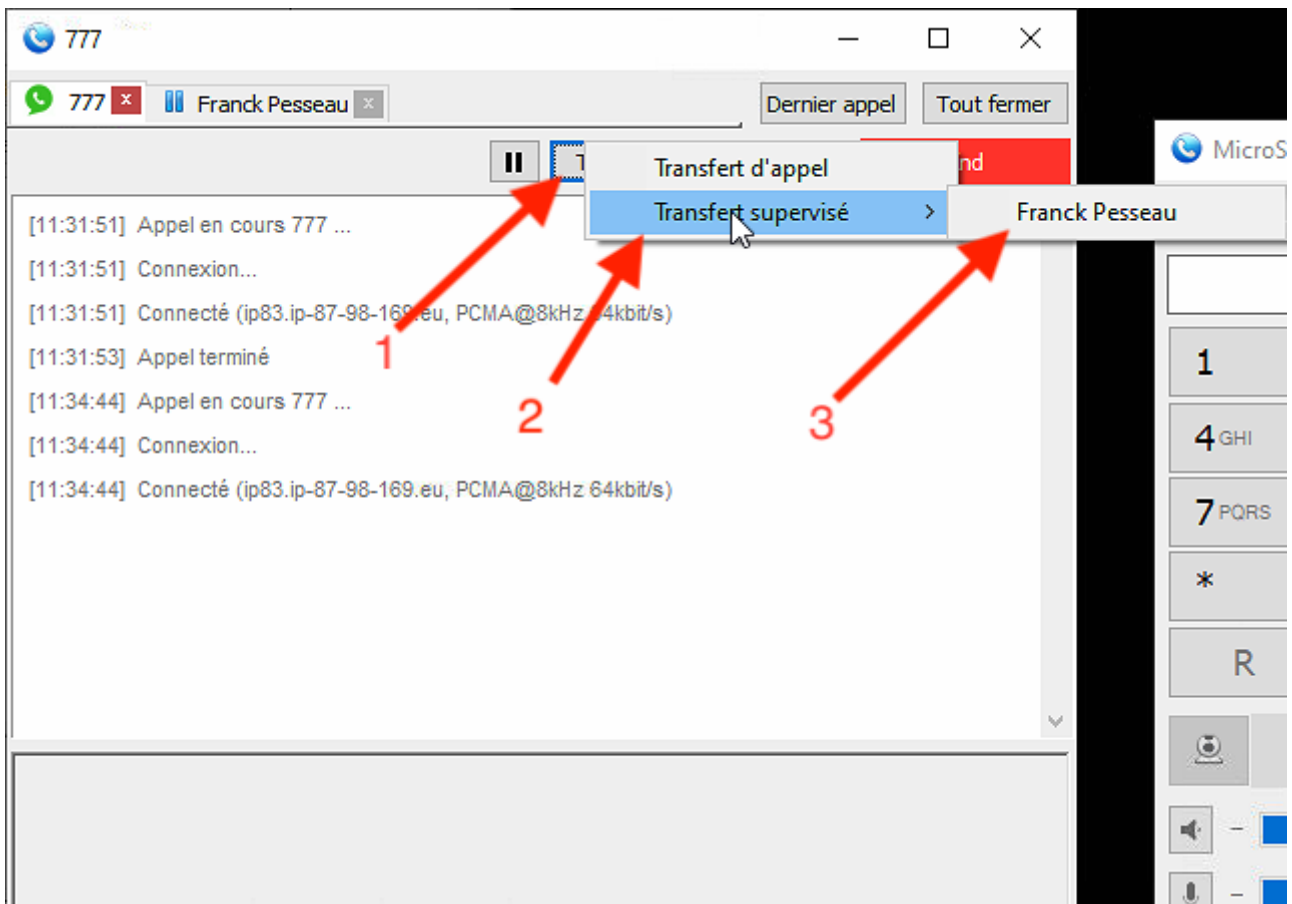 777
777 x Franck Pesseau x Dernier appel Tout fermer
Transfert d'appel
Transfert supervisé > Franck Pesseau
[11:31:51] Appel en cours 777 ...
[11:31:51] Connexion...
[11:31:51] Connecté (ip83.ip-87-98-169.eu, PCMA@8kHz 64kbit/s)
1
[11:31:53] Appel terminé
[11:34:44] Appel en cours 777 ...
2
3
[11:34:44] Connexion...
[11:34:44] Connecté (ip83.ip-87-98-169.eu, PCMA@8kHz 64kbit/s)
MicroS
1
4 GHI
7 PQRS
*
R